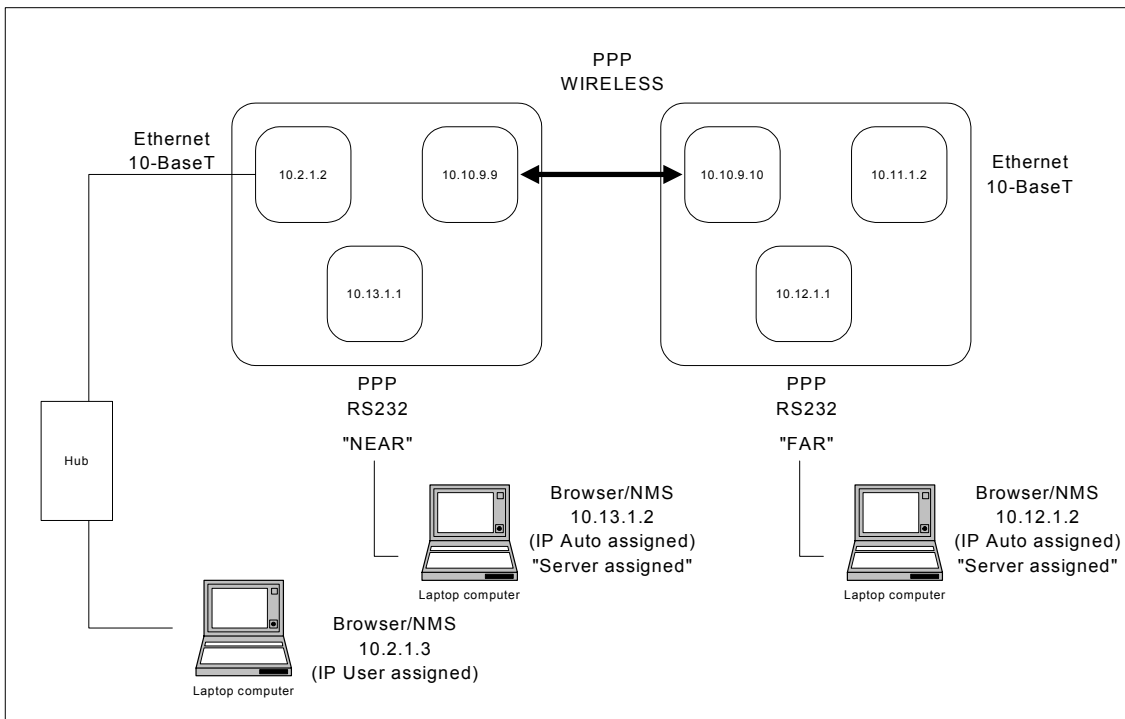 PPP
WIRELESS
Ethernet
10-BaseT
10.2.1.2
10.10.9.9
10.13.1.1
10.10.9.10
10.11.1.2
10.12.1.1
Ethernet
10-BaseT
PPP
RS232
"NEAR"
PPP
RS232
"FAR"
Hub
Browser/NMS
10.13.1.2
(IP Auto assigned)
"Server assigned"
Laptop computer
Browser/NMS
10.12.1.2
(IP Auto assigned)
"Server assigned"
Laptop computer
Browser/NMS
10.2.1.3
(IP User assigned)
Laptop computer